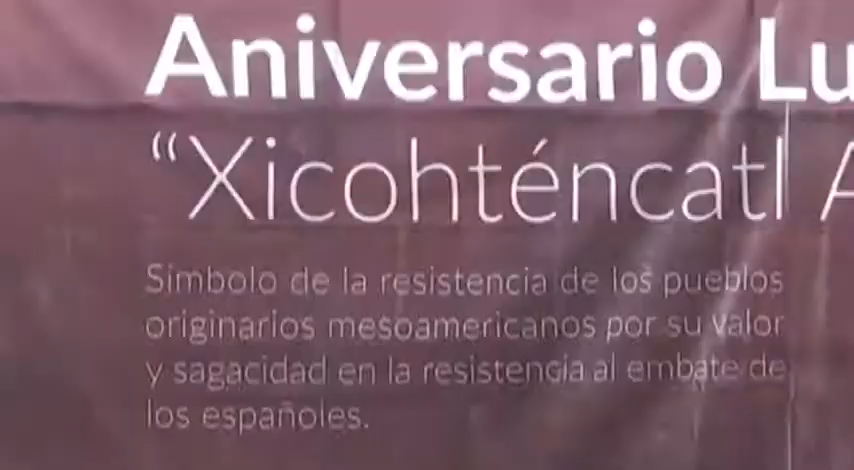 Aniversario Lu
“Xicohténcatl A
Símbolo de la resistencia de los pueblos
originarios mesoamericanos por su valor
y sagacidad en la resistencia al embate de
los españoles.